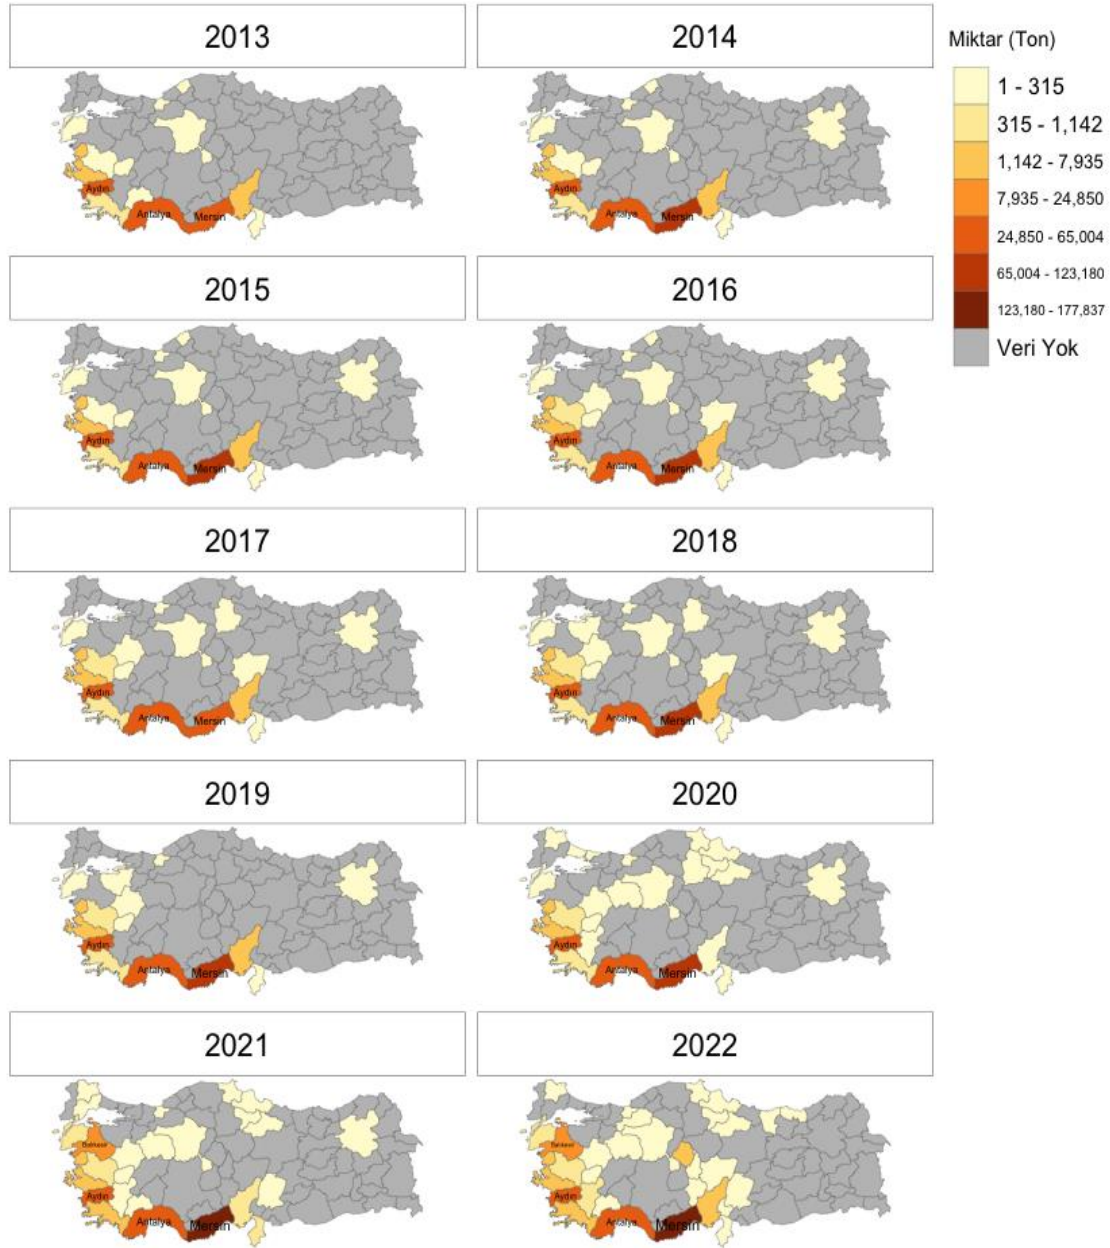 2013
2014
Miktar (Ton)
1 - 315
315 - 1,142
1,142 - 7,935
7,935 - 24,850
24,850 - 65,004
65,004 - 123,180
123,180 - 177,837
Veri Yok
Aydın
Antalya
Mersin
Aydın
Antalya
Mersin
2015
2016
Aydın
Antalya
Mersin
Aydın
Antalya
Mersin
2017
2018
Aydın
Antalya
Mersin
Aydın
Antalya
Mersin
2019
2020
Aydın
Antalya
Mersin
Aydın
Antalya
Mersin
2021
2022
Balıkesir
Aydın
Antalya
Mersin
Balıkesir
Aydın
Antalya
Mersin